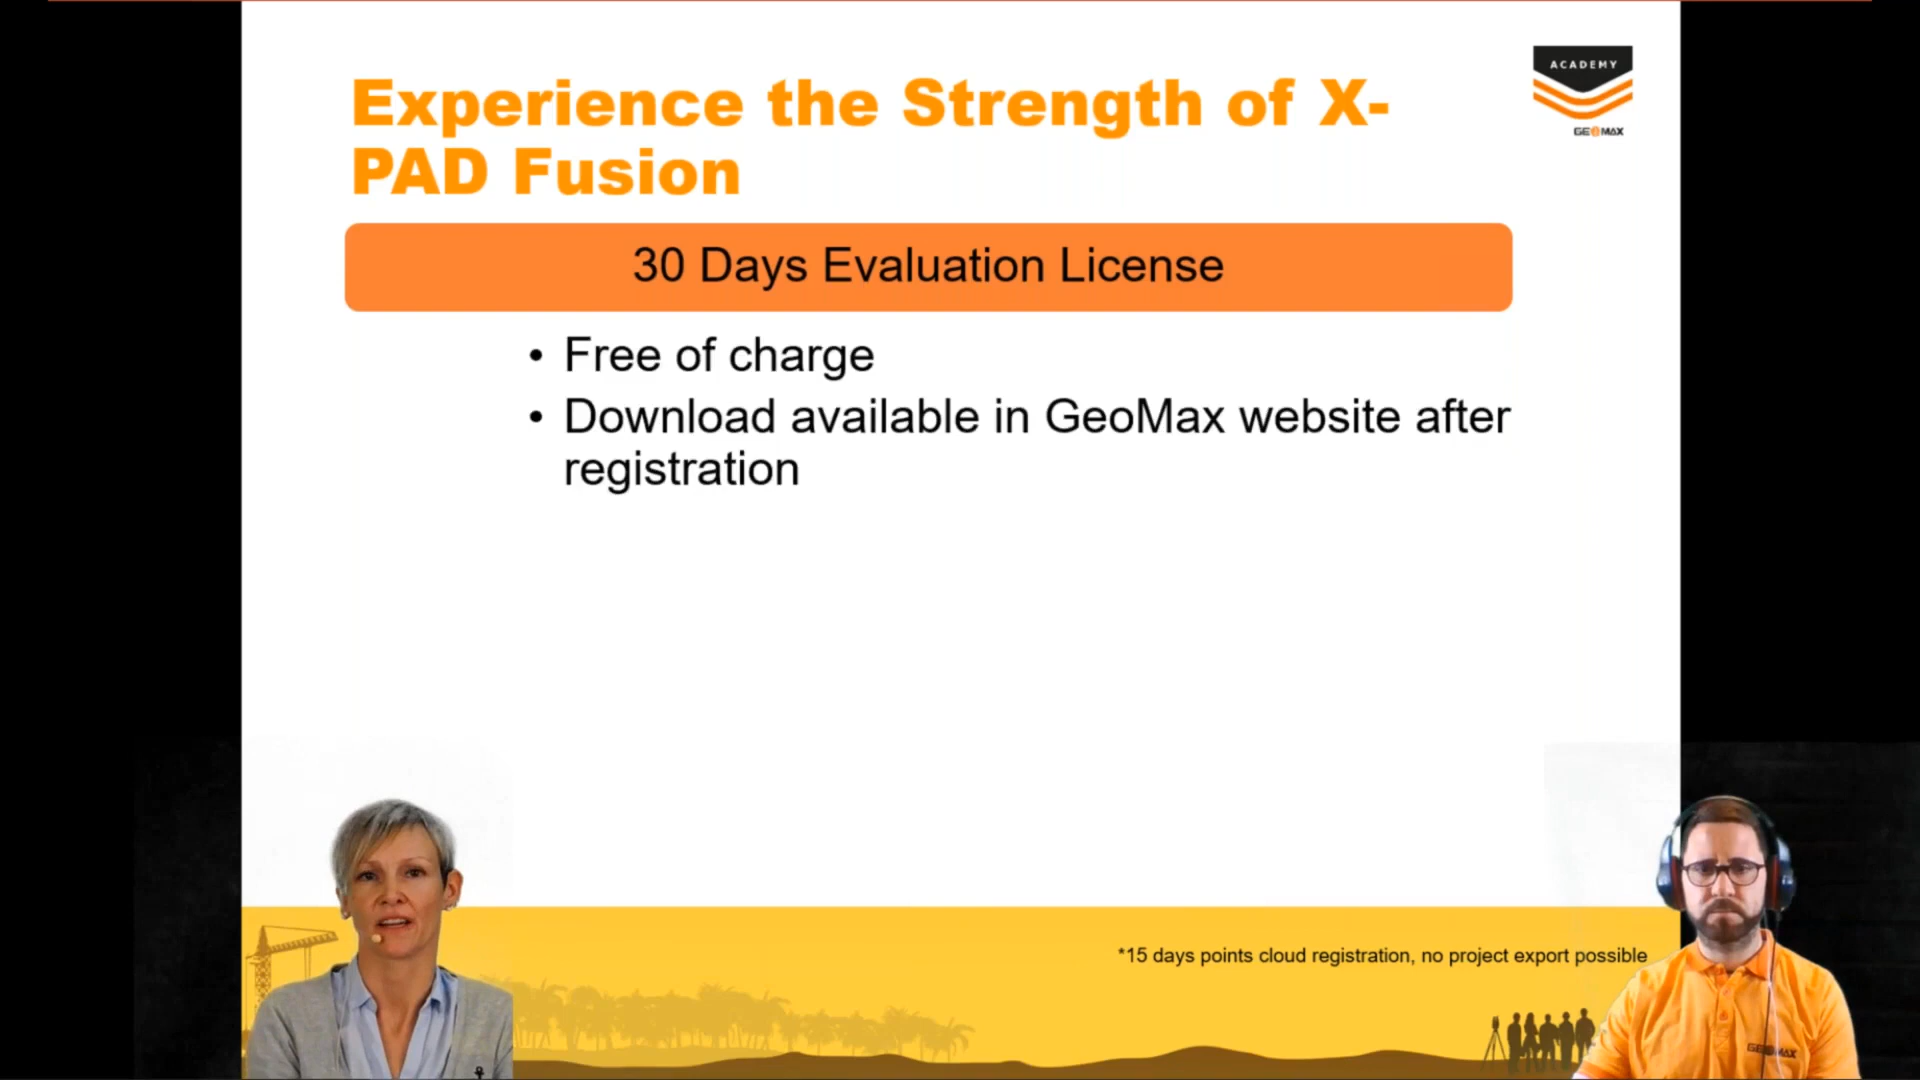 Experience the Strength of X-
PAD Fusion
ACADEMY
GEOMAX
30 Days Evaluation License
• Free of charge
• Download available in GeoMax website after
registration
*15 days points cloud registration, no project export possible
GEOMAX